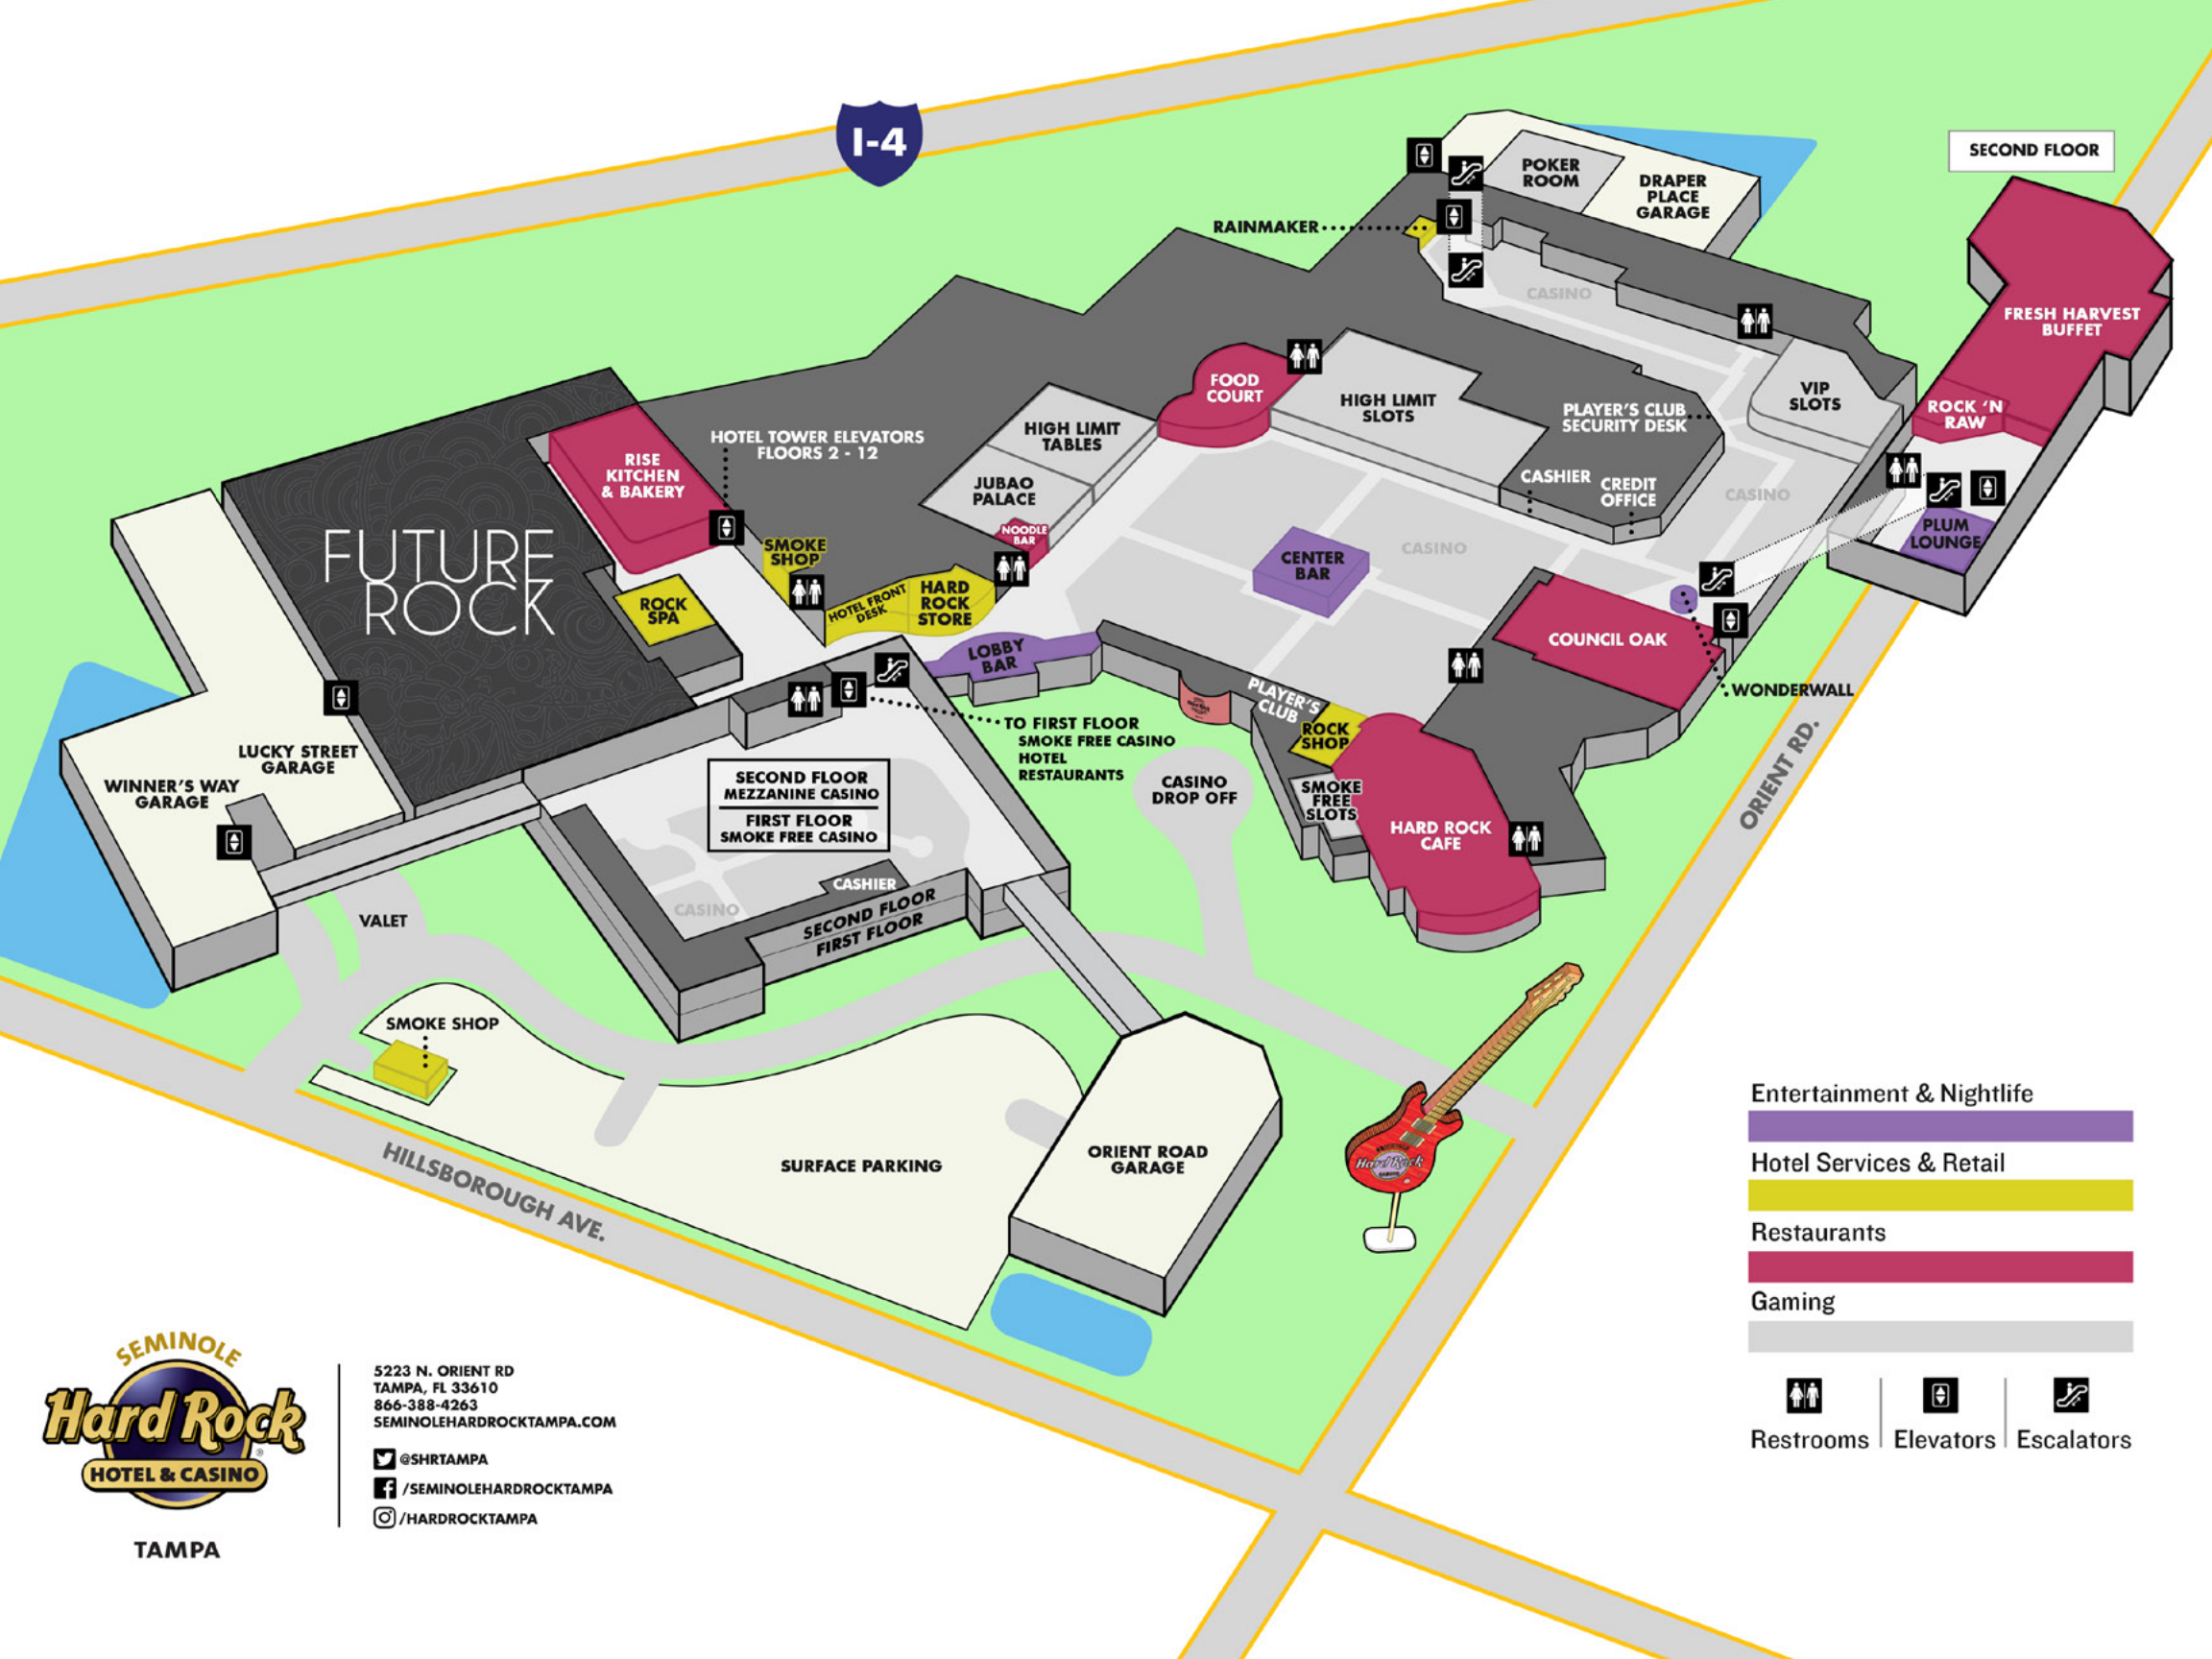 I-4
SECOND FLOOR
POKER
ROOM
DRAPER
PLACE
GARAGE
RAINMAKER
CASINO
FRESH HARVEST
BUFFET
FOOD
COURT
HIGH LIMIT
SLOTS
VIP
SLOTS
ROCK 'N
RAW
PLAYER'S CLUB
SECURITY DESK
HIGH LIMIT
TABLES
HOTEL TOWER ELEVATORS
FLOORS 2 - 12
RISE
KITCHEN
& BAKERY
JUBAO
PALACE
CASHIER
CREDIT
OFFICE
CASINO
NOODLE
BAR
PLUM
LOUNGE
FUTURE
ROCK
SMOKE
SHOP
CENTER
BAR
CASINO
ROCK
SPA
HOTEL FRONT
DESK
HARD
ROCK
STORE
LOBBY
BAR
COUNCIL OAK
WONDERWALL
PLAYER'S
CLUB
ROCK
SHOP
TO FIRST FLOOR
SMOKE FREE CASINO
HOTEL
RESTAURANTS
LUCKY STREET
GARAGE
WINNER'S WAY
GARAGE
SECOND FLOOR
MEZZANINE CASINO
FIRST FLOOR
SMOKE FREE CASINO
CASINO
DROP OFF
SMOKE
FREE
SLOTS
HARD ROCK
CAFE
ORIENT RD.
CASHIER
CASINO
SECOND FLOOR
FIRST FLOOR
VALET
SMOKE SHOP
SURFACE PARKING
ORIENT ROAD
GARAGE
Hard Rock
HILLSBOROUGH AVE.
Entertainment & Nightlife
Hotel Services & Retail
Restaurants
Gaming
Restrooms
Elevators
Escalators
SEMINOLE
Hard Rock
®
HOTEL & CASINO
TAMPA
5223 N. ORIENT RD
TAMPA, FL 33610
866-388-4263
SEMINOLEHARDROCKTAMPA.COM
@SHRTAMPA
/SEMINOLEHARDROCKTAMPA
/HARDROCKTAMPA